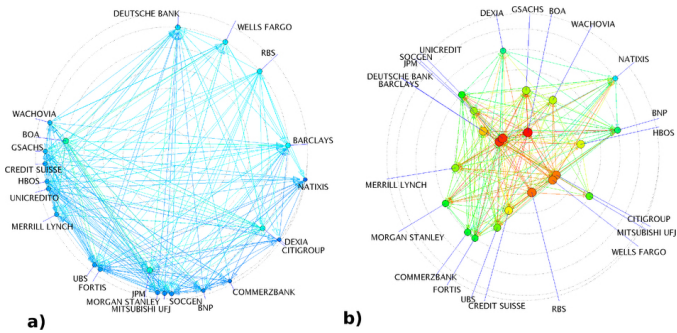 DEUTSCHE BANK
WELLS FARGO
RBS
WACHOVIA
BOA
GSACHS
CREDIT SUISSE
HBOS
UNICREDITO
MERRILL LYNCH
BARCLAYS
NATIXIS
DEXIA
CITIGROUP
UBS
FORTIS
JPM
MORGAN STANLEY
MITSUBISHI UFJ
SOCGEN
BNP
COMMERZBANK
a)
GSACHS
DEXIA
BOA
WACHOVIA
UNICREDIT
SOCGEN
JPM
DEUTSCHE BANK
BARCLAYS
NATIXIS
BNP
HBOS
MERRILL LYNCH
MORGAN STANLEY
CITIGROUP
MITSUBISHI UFJ
WELLS FARGO
COMMERZBANK
FORTIS
UBS
CREDIT SUISSE
RBS
b)